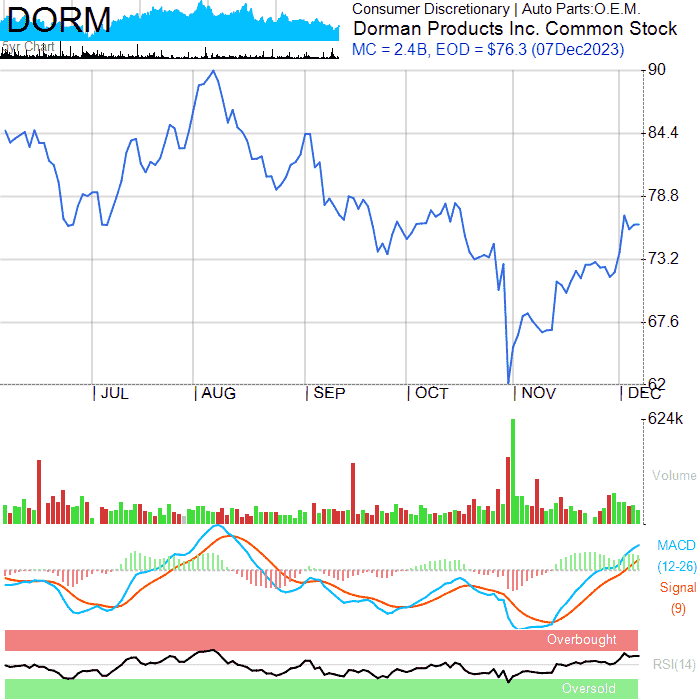 DORM
5yr Chart
Consumer Discretionary | Auto Parts:O.E.M.
Dorman Products Inc. Common Stock
MC = 2.4B, EOD = $76.3 (07Dec2023)
90
84.4
78.8
73.2
67.6
62
JUL
AUG
SEP
OCT
NOV
DEC
624k
Volume
MACD
(12-26)
Signal
(9)
Overbought
RSI(14)
Oversold